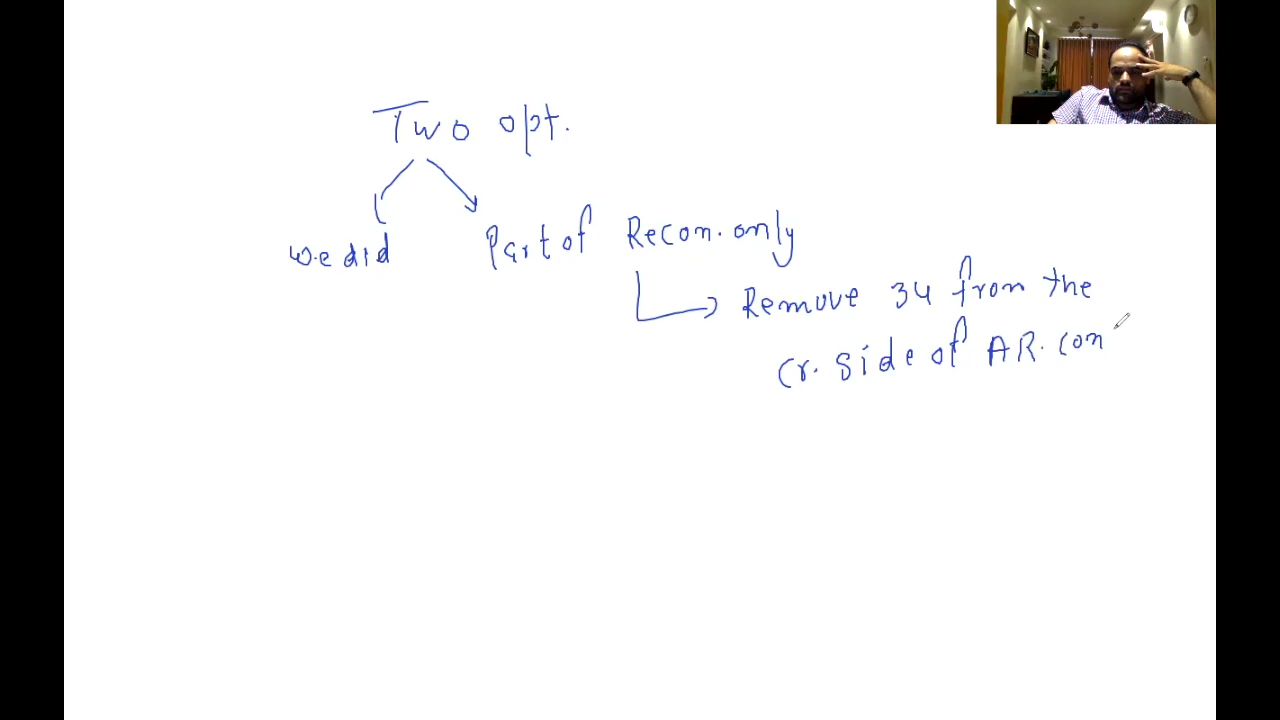 Two opt.
we did
Part of Recon. only
Remove 34 from the
Cr. side of AR. con